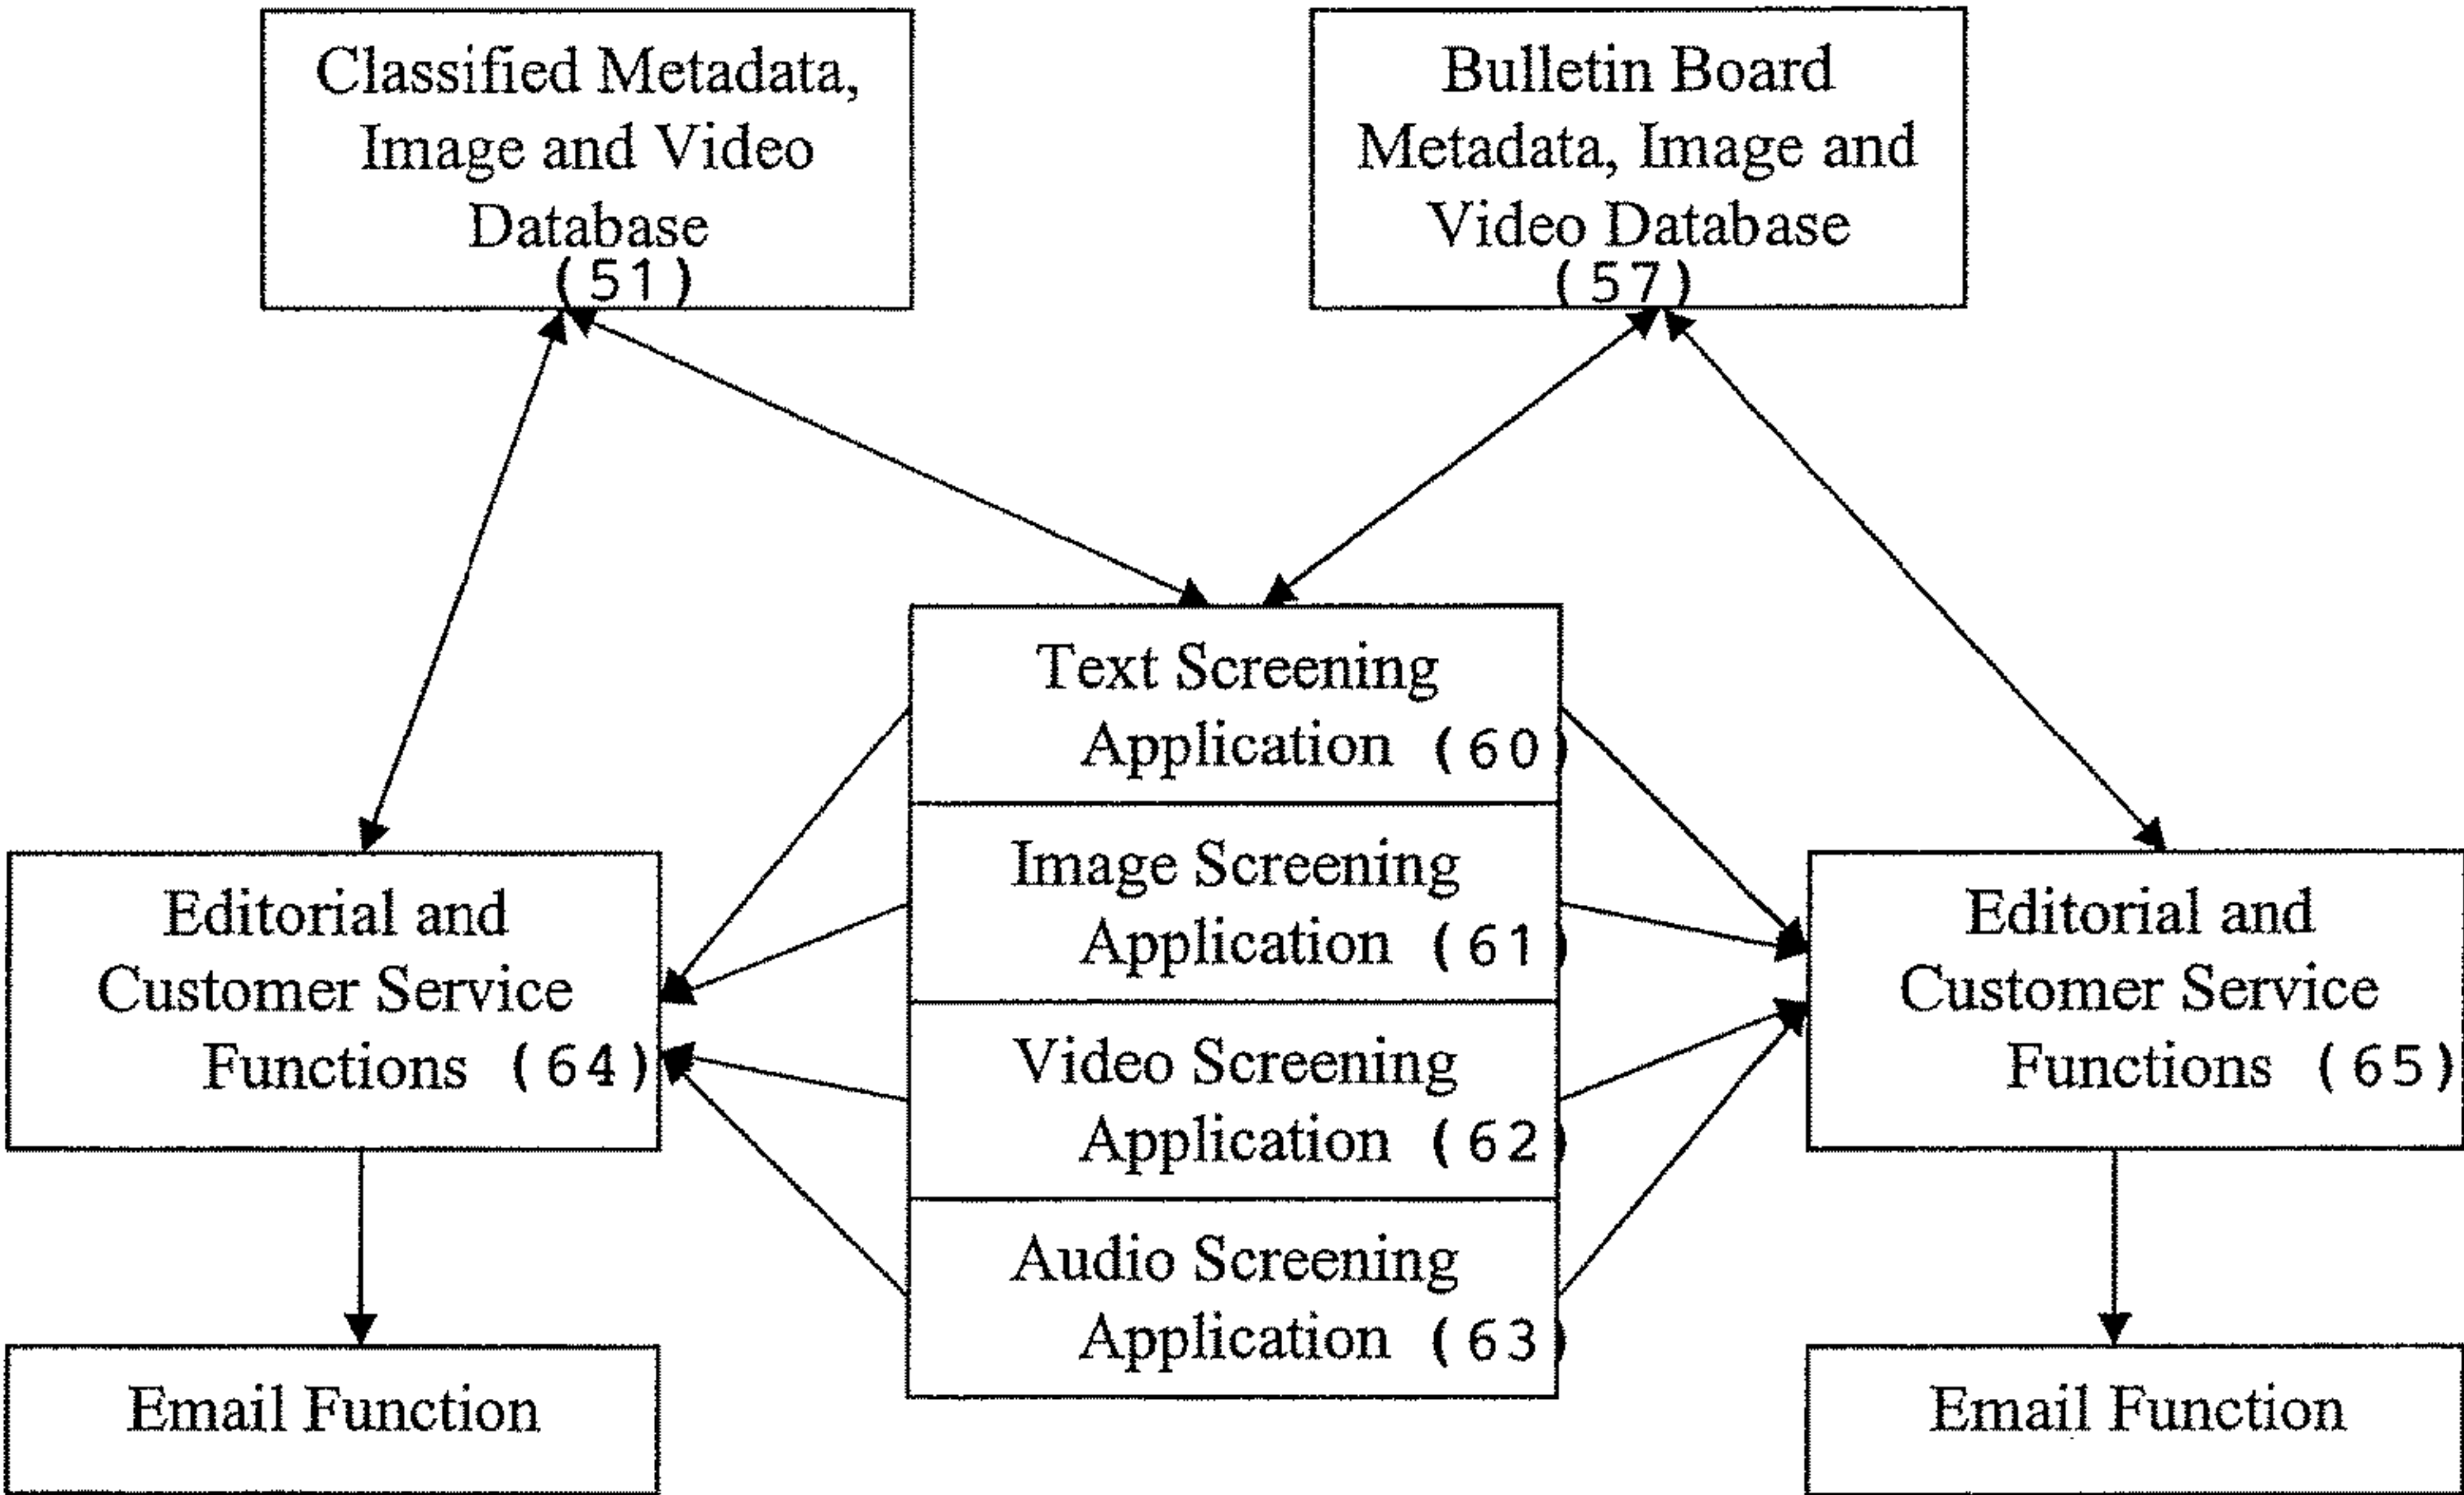 Classified Metadata,
Image and Video
Database
(51)
Bulletin Board
Metadata, Image and
Video Database
(57)
Text Screening
Application (60)
Image Screening
Application (61)
Video Screening
Application (62)
Audio Screening
Application (63)
Editorial and
Customer Service
Functions (64)
Editorial and
Customer Service
Functions (65)
Email Function
Email Function